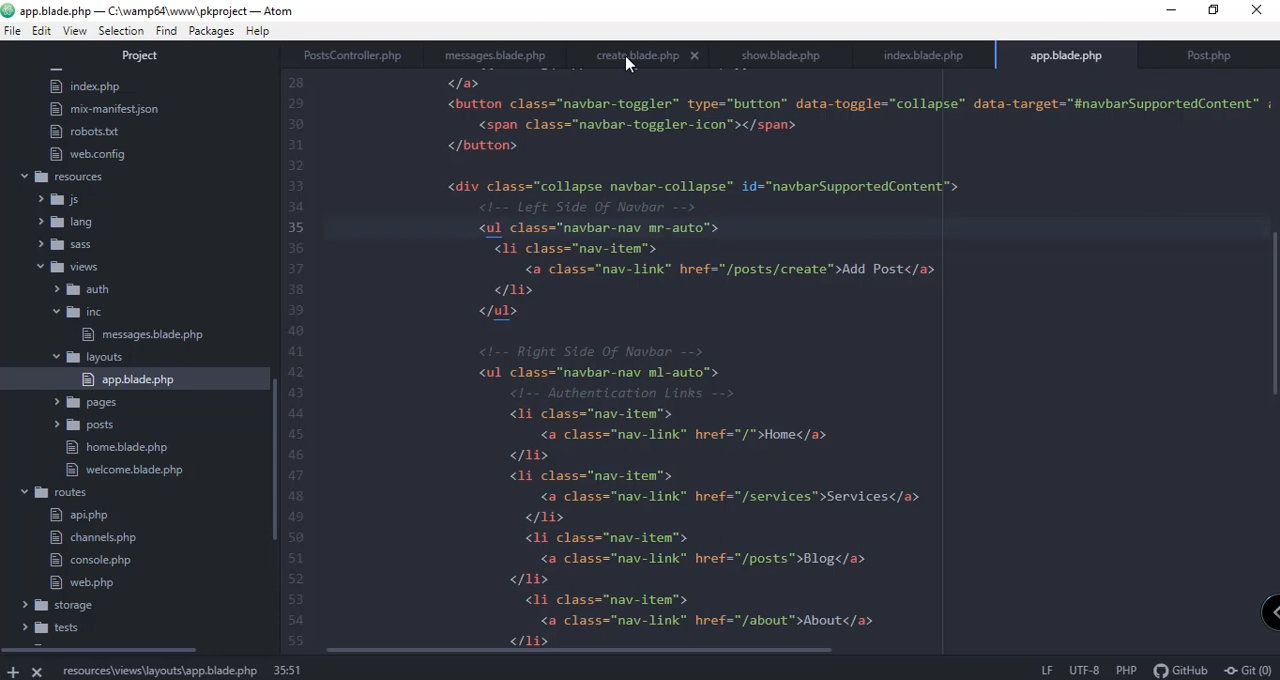 app.blade.php — C:\wamp64\www\pkproject — Atom
File Edit View Selection Find Packages Help
Project
PostsController.php messages.blade.php create.blade.php show.blade.php index.blade.php app.blade.php Post.php
index.php
mix-manifest.json
robots.txt
web.config
resources
js
lang
sass
views
auth
inc
messages.blade.php
layouts
app.blade.php
pages
posts
home.blade.php
welcome.blade.php
routes
api.php
channels.php
console.php
web.php
storage
tests
28 </a>
29 <button class="navbar-toggler" type="button" data-toggle="collapse" data-target="#navbarSupportedContent"
30 <span class="navbar-toggler-icon"></span>
31 </button>
32
33 <div class="collapse navbar-collapse" id="navbarSupportedContent">
34 <!-- Left Side Of Navbar -->
35 <ul class="navbar-nav mr-auto">
36 <li class="nav-item">
37 <a class="nav-link" href="/posts/create">Add Post</a>
38 </li>
39 </ul>
40
41 <!-- Right Side Of Navbar -->
42 <ul class="navbar-nav ml-auto">
43 <!-- Authentication Links -->
44 <li class="nav-item">
45 <a class="nav-link" href="/">Home</a>
46 </li>
47 <li class="nav-item">
48 <a class="nav-link" href="/services">Services</a>
49 </li>
50 <li class="nav-item">
51 <a class="nav-link" href="/posts">Blog</a>
52 </li>
53 <li class="nav-item">
54 <a class="nav-link" href="/about">About</a>
55 </li>
resources\views\layouts\app.blade.php 35:51 LF UTF-8 PHP GitHub Git (0)